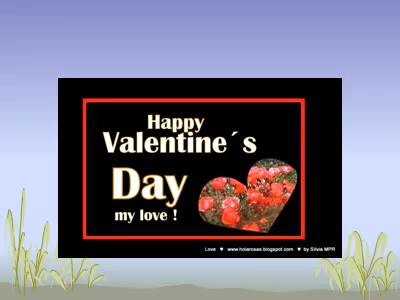 Happy
Valentine´s
Day
my love !
Love ♥ www.holarosas.blogspot.com ♥ by Silvia MPR